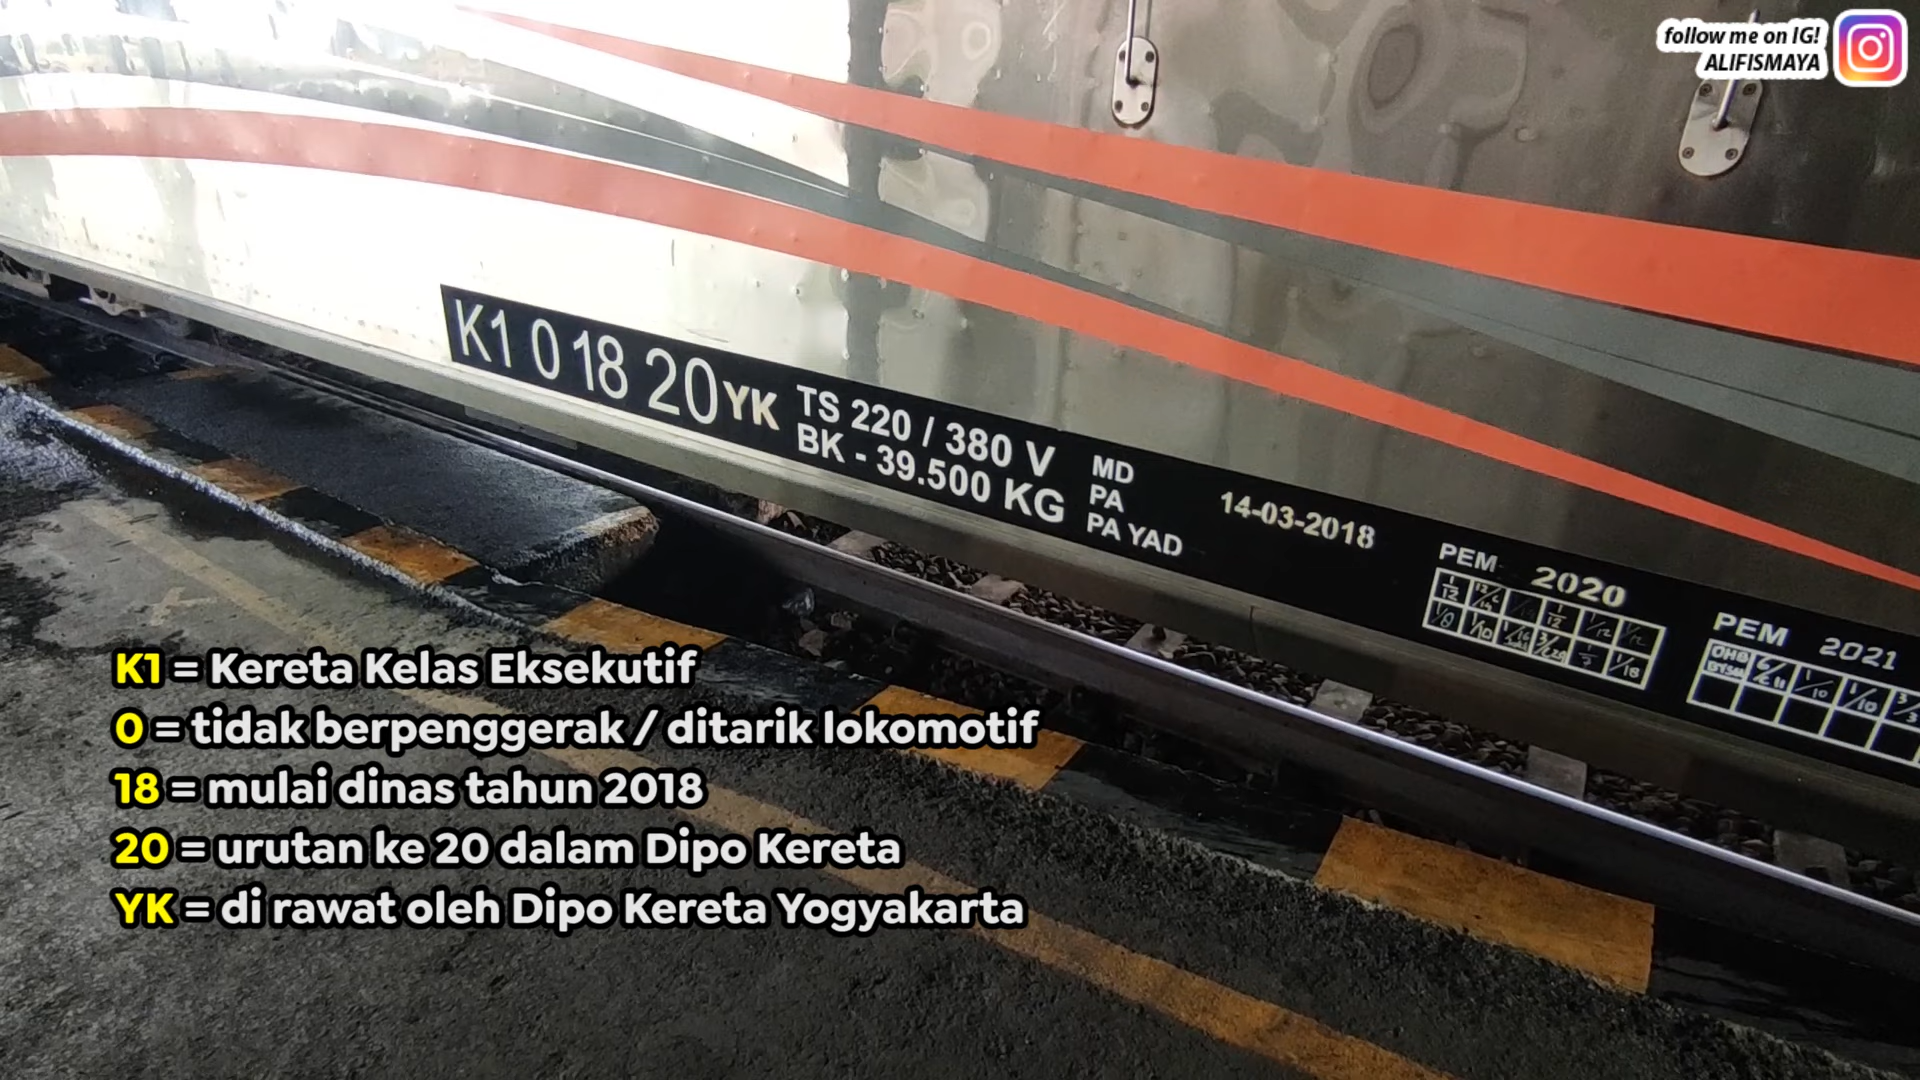 follow me on IG!
ALIFISMAYA
K1 0 18 20 YK
TS 220 / 380 V
BK - 39.500 KG
MD
PA
PA YAD
14-03-2018
PEM 2020
PEM 2021
K1 = Kereta Kelas Eksekutif
0 = tidak berpenggerak / ditarik lokomotif
18 = mulai dinas tahun 2018
20 = urutan ke 20 dalam Dipo Kereta
YK = di rawat oleh Dipo Kereta Yogyakarta